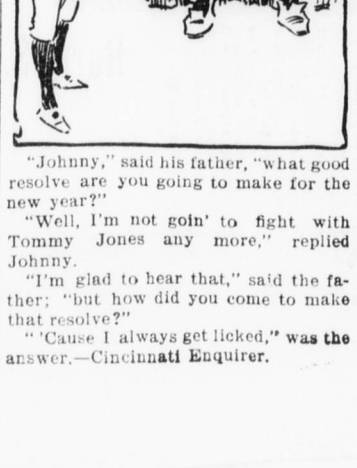 "Johnny," said his father, "what good
resolve are you going to make for the
new year?"
"Well, I'm not goin' to fight with
Tommy Jones any more," replied
Johnny.
"I'm glad to hear that," said the fa-
ther; "but how did you come to make
that resolve?"
" 'Cause I always get licked," was the
answer.—Cincinnati Enquirer.